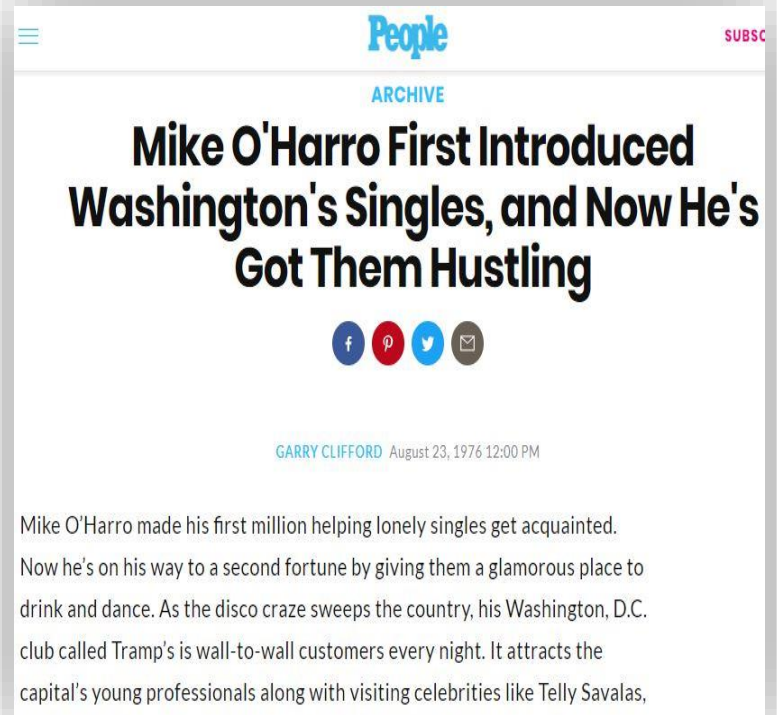 People
SUBSC
ARCHIVE
Mike O'Harro First Introduced
Washington's Singles, and Now He's
Got Them Hustling
GARRY CLIFFORD August 23, 1976 12:00 PM
Mike O’Harro made his first million helping lonely singles get acquainted.
Now he’s on his way to a second fortune by giving them a glamorous place to
drink and dance. As the disco craze sweeps the country, his Washington, D.C.
club called Tramp’s is wall-to-wall customers every night. It attracts the
capital’s young professionals along with visiting celebrities like Telly Savalas,